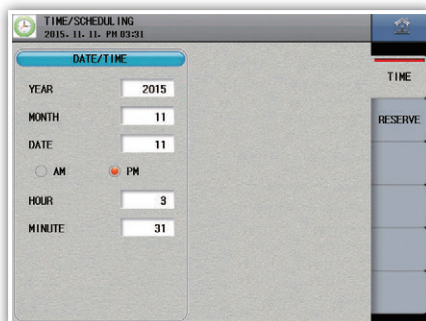 TIME/SCHEDULING
2015. 11. 11. PM 03:31
DATE/TIME
TIME
YEAR 2015
MONTH 11
RESERVE
DATE 11
AM PM
HOUR 3
MINUTE 31